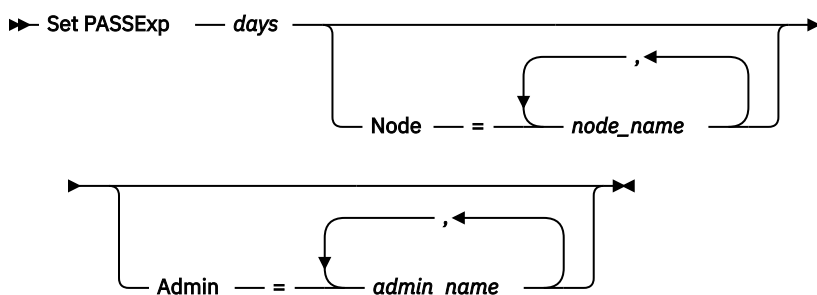 Set PASSExp days
,
Node = node_name
,
Admin = admin_name